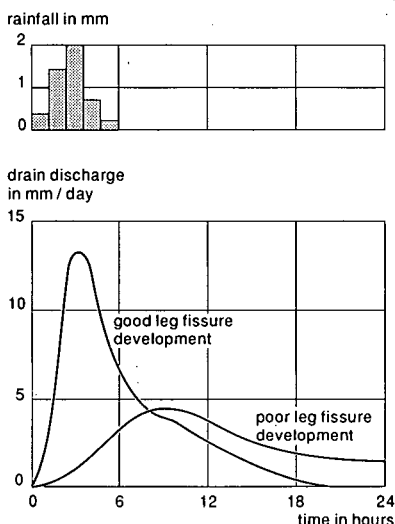 rainfall in mm
2
1
0
drain discharge
in mm / day
15
10
5
0
good leg fissure
development
poor leg fissure
development
0 6 12 18 24
time in hours